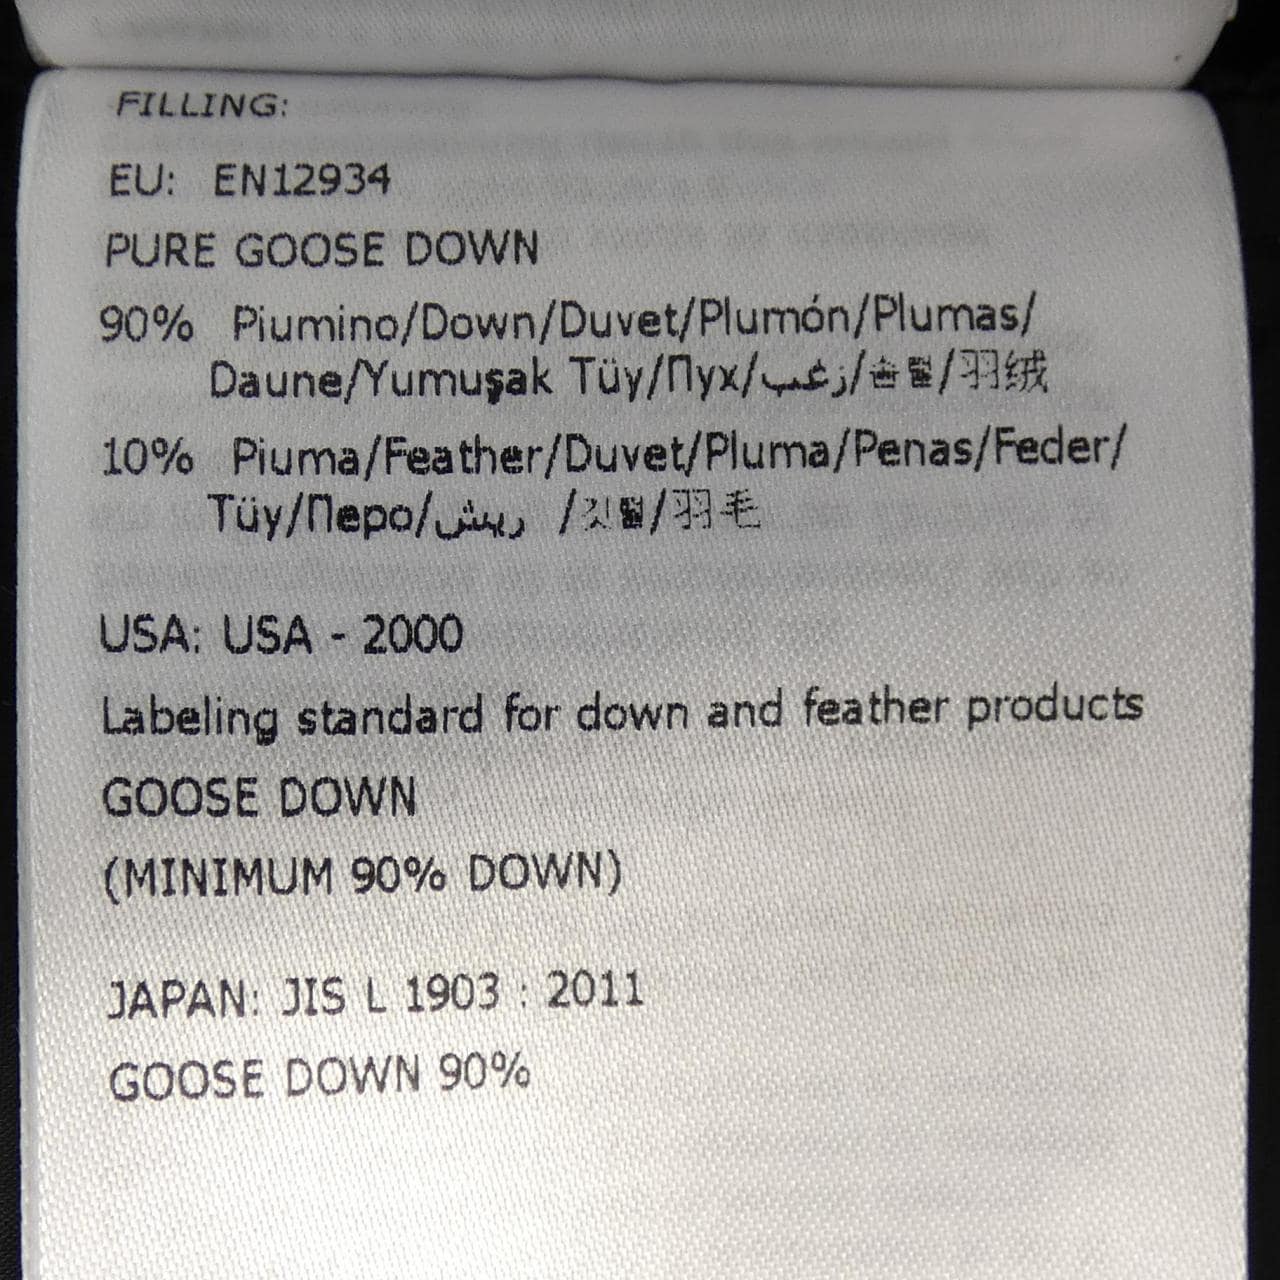 FILLING:
EU: EN12934
PURE GOOSE DOWN
90% Piumino/Down/Duvet/Plumón/Plumas/
Daune/Yumuşak Tüy/Пух/زغب/솜털/羽绒
10% Piuma/Feather/Duvet/Pluma/Penas/Feder/
Tüy/Перо/ريش /깃털/羽毛
USA: USA - 2000
Labeling standard for down and feather products
GOOSE DOWN
(MINIMUM 90% DOWN)
JAPAN: JIS L 1903 : 2011
GOOSE DOWN 90%